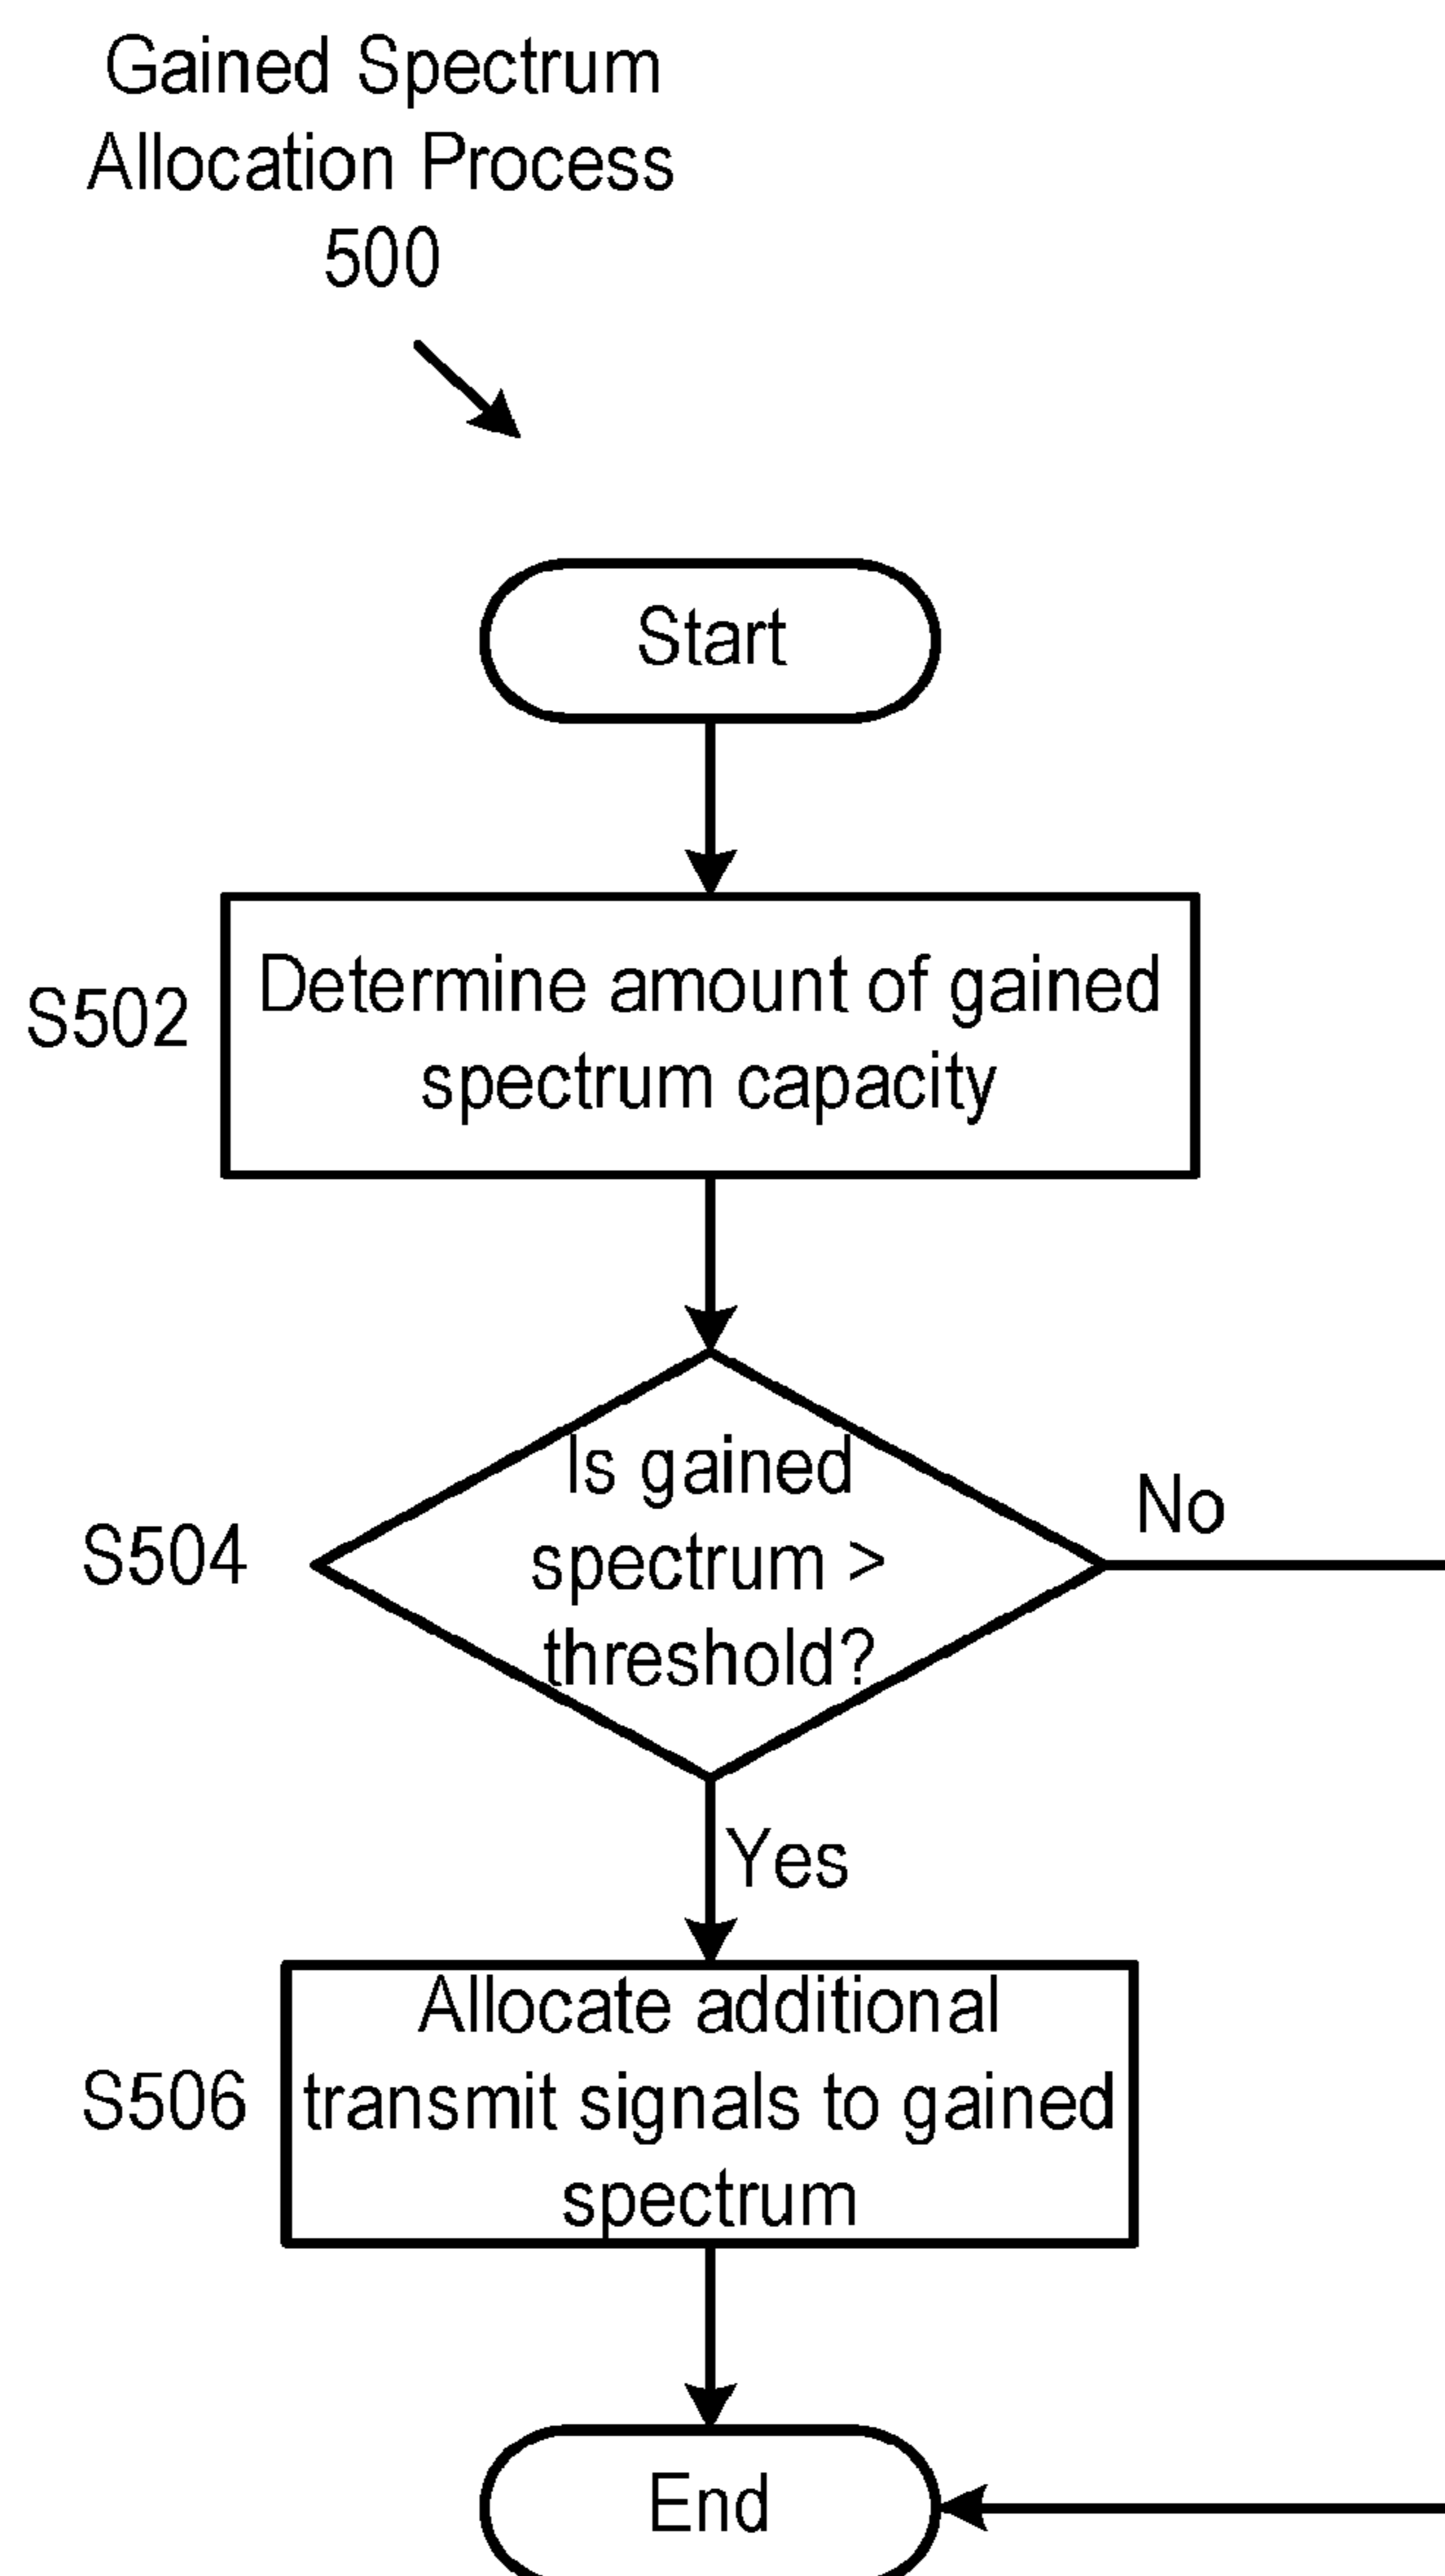 Gained Spectrum
Allocation Process
500
Start
S502
Determine amount of gained
spectrum capacity
S504
Is gained
spectrum >
threshold?
No
Yes
S506
Allocate additional
transmit signals to gained
spectrum
End